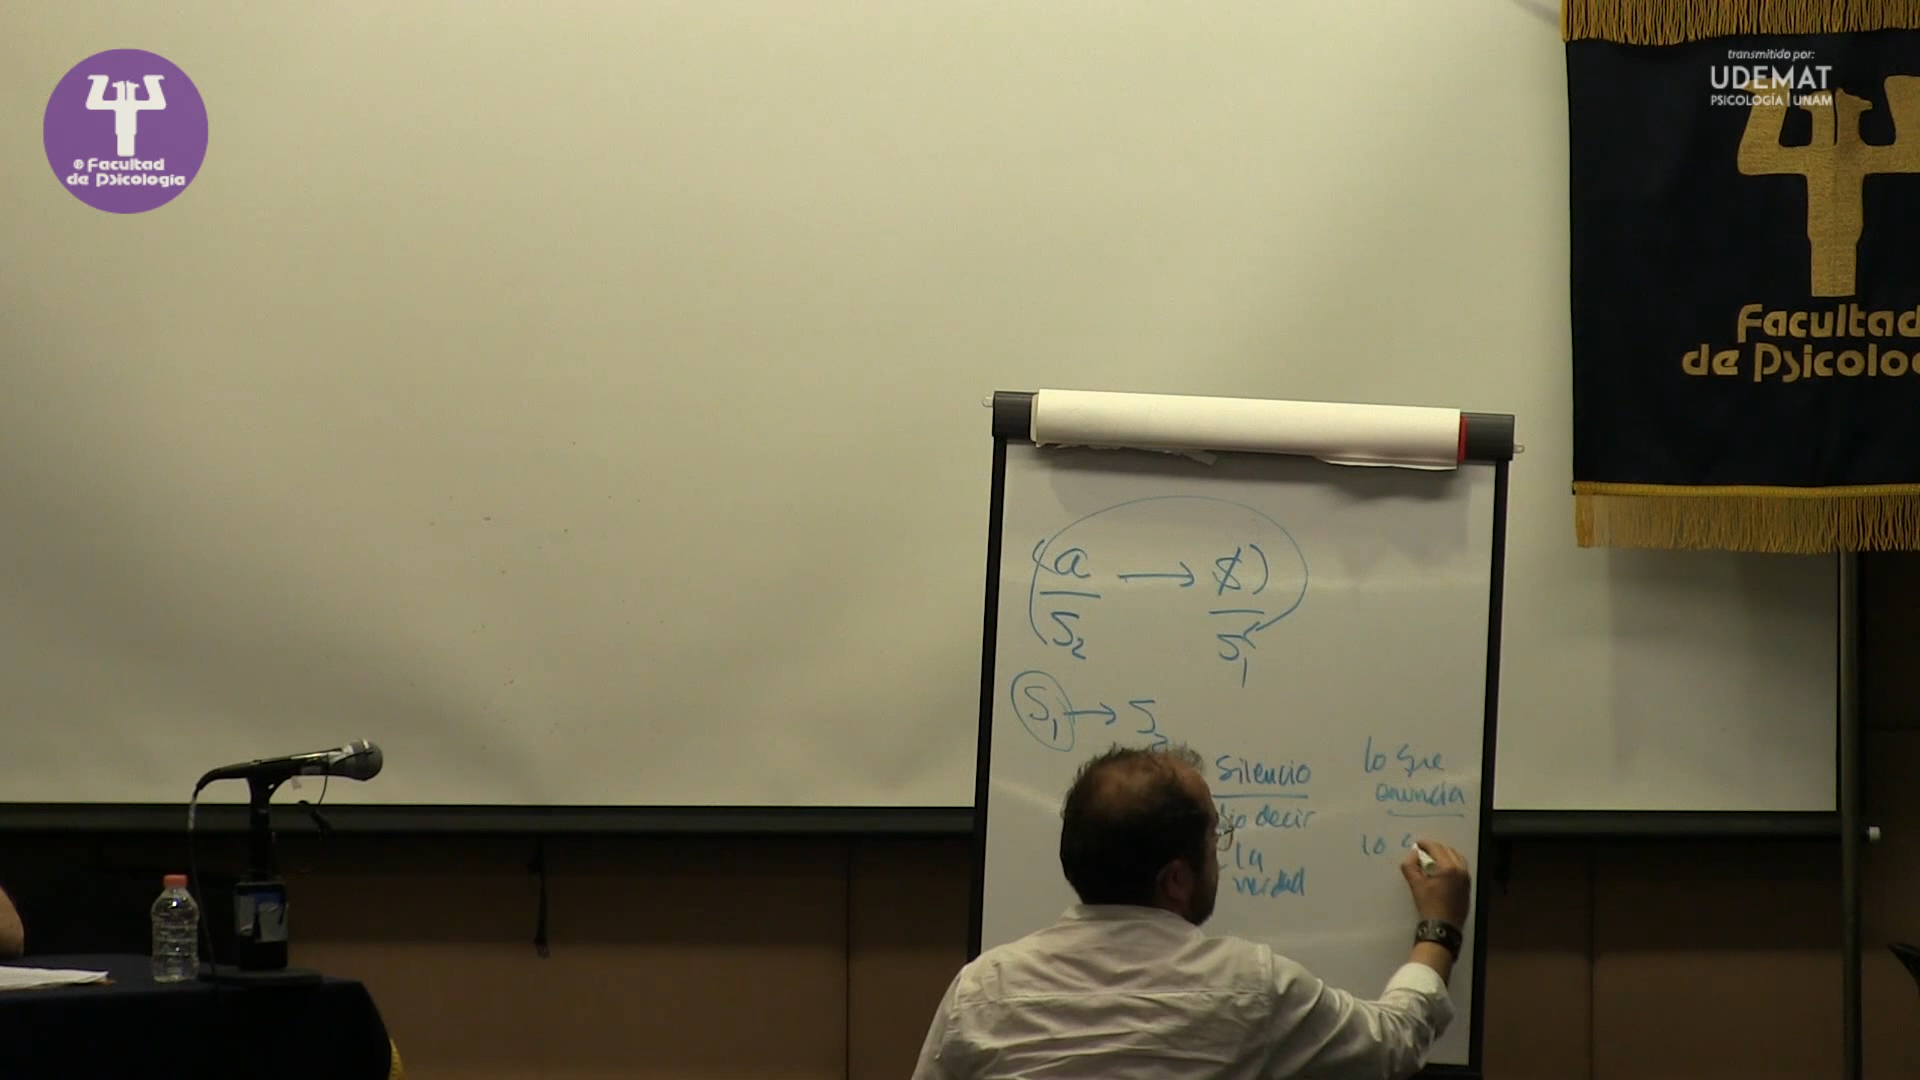 ® Facultad
de Psicología
transmitido por:
UDEMAT
PSICOLOGÍA | UNAM
Facultad
de Psicolo
(a → $)
S2 S1
S1 → S2
Silencio
decir
la
verdad
lo que
enuncia
lo